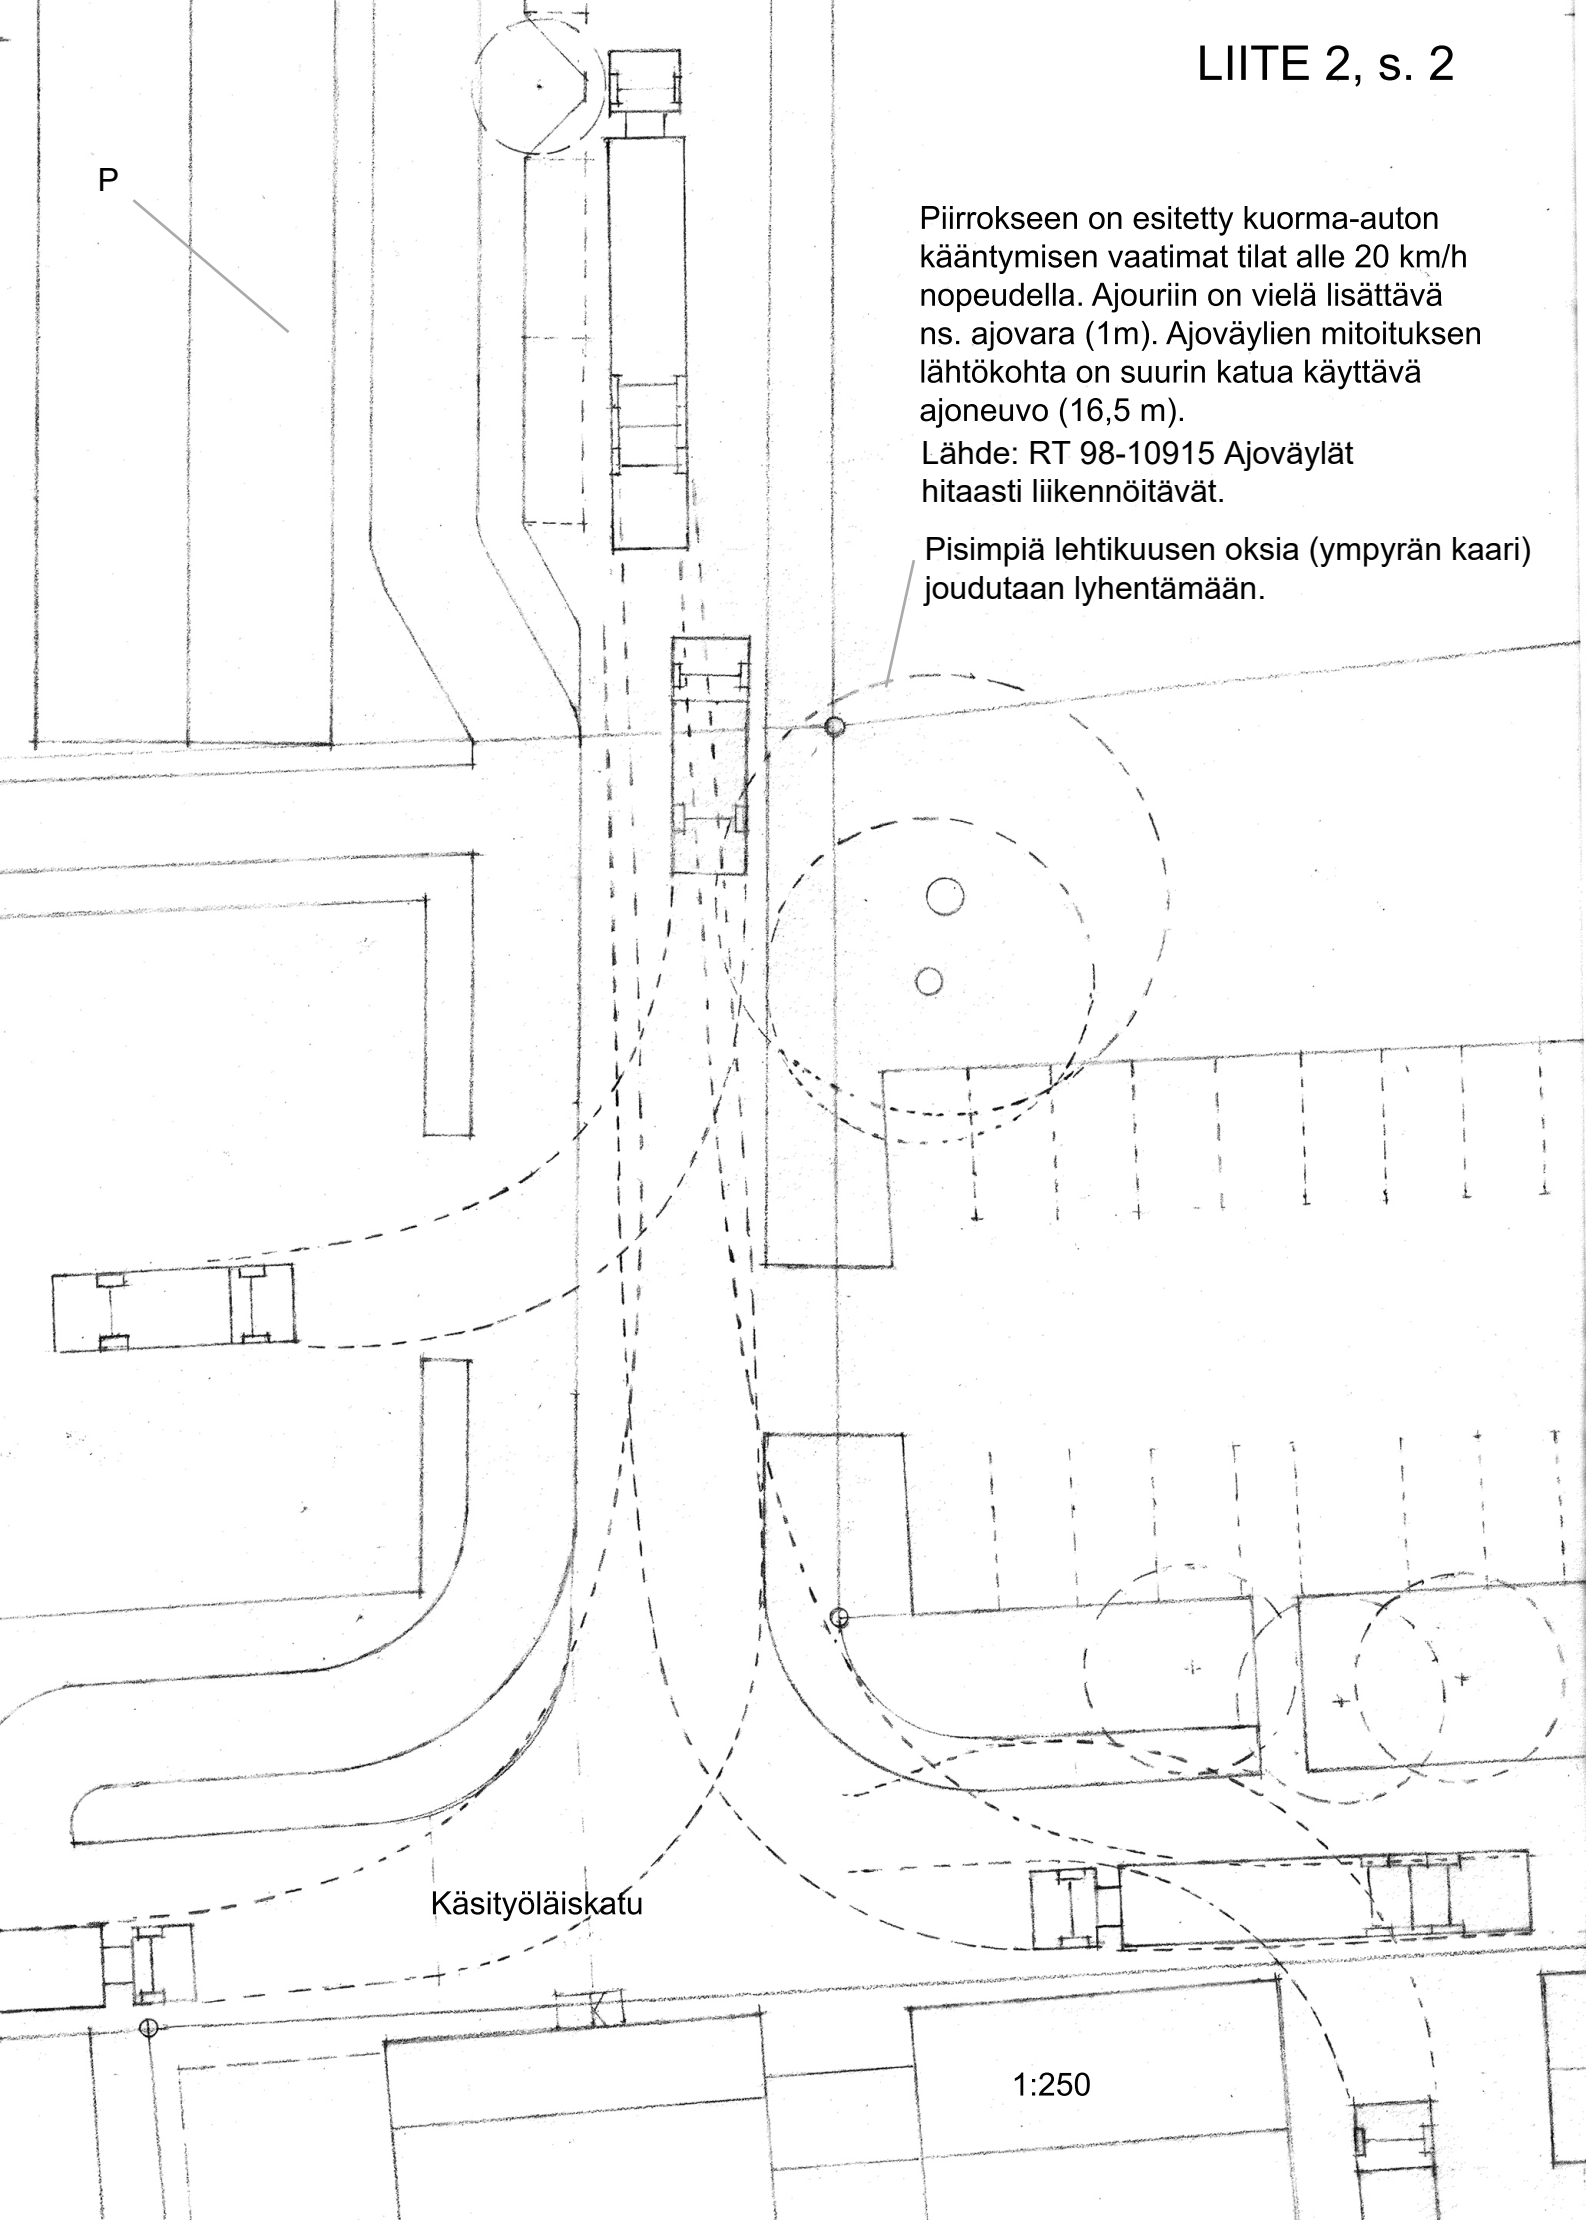 LIITE 2, s. 2
P
Piirrokseen on esitetty kuorma-auton
kääntymisen vaatimat tilat alle 20 km/h
nopeudella. Ajouriin on vielä lisättävä
ns. ajovara (1m). Ajoväylien mitoituksen
lähtökohta on suurin katua käyttävä
ajoneuvo (16,5 m).
Lähde: RT 98-10915 Ajoväylät
hitaasti liikennöitävät.
Pisimpiä lehtikuusen oksia (ympyrän kaari)
joudutaan lyhentämään.
Käsityöläiskatu
K
1:250